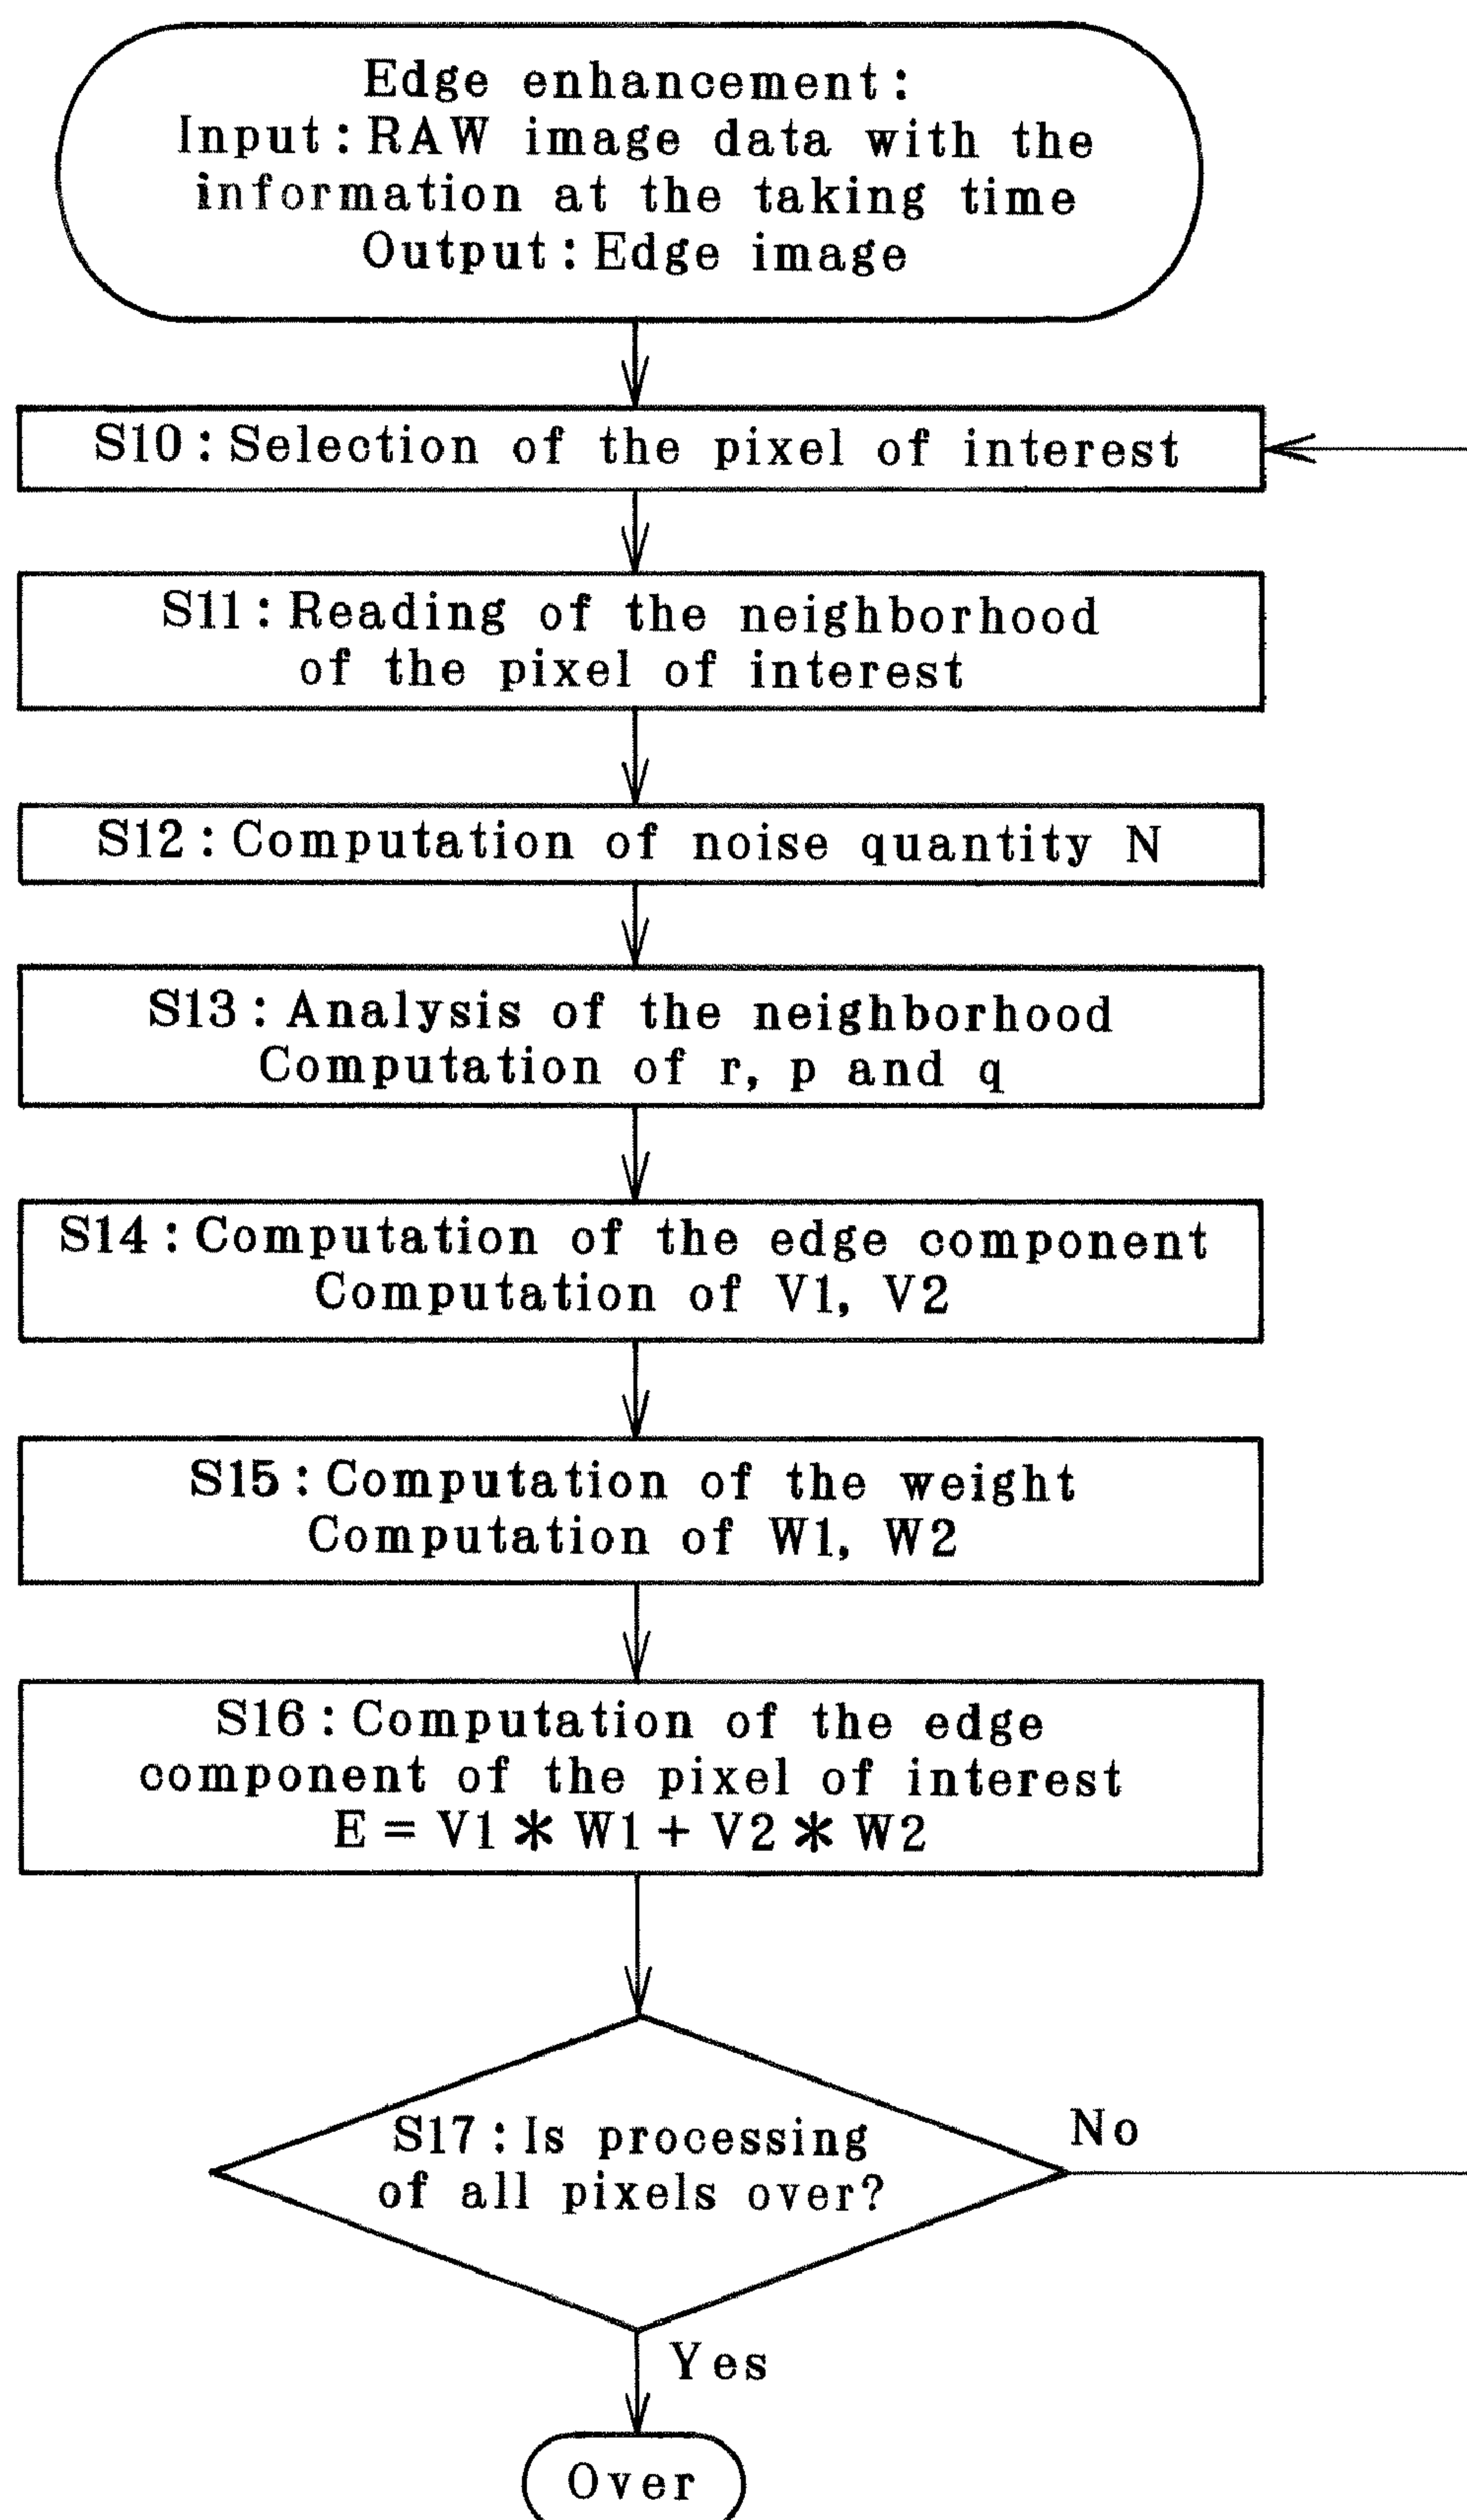 Edge enhancement:
Input:RAW image data with the
information at the taking time
Output:Edge image
S10:Selection of the pixel of interest
S11:Reading of the neighborhood
of the pixel of interest
S12:Computation of noise quantity N
S13:Analysis of the neighborhood
Computation of r, p and q
S14:Computation of the edge component
Computation of V1, V2
S15:Computation of the weight
Computation of W1, W2
S16:Computation of the edge
component of the pixel of interest
E = V1 * W1 + V2 * W2
S17:Is processing
of all pixels over?
No
Yes
Over